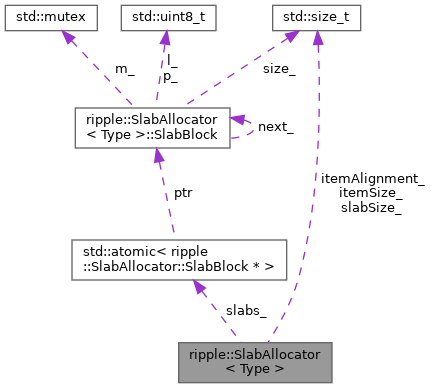 std::mutex
std::uint8_t
std::size_t
m_
l_
p_
size_
ripple::SlabAllocator
< Type >::SlabBlock
next_
itemAlignment_
itemSize_
slabSize_
ptr
std::atomic< ripple
::SlabAllocator::SlabBlock * >
slabs_
ripple::SlabAllocator
< Type >